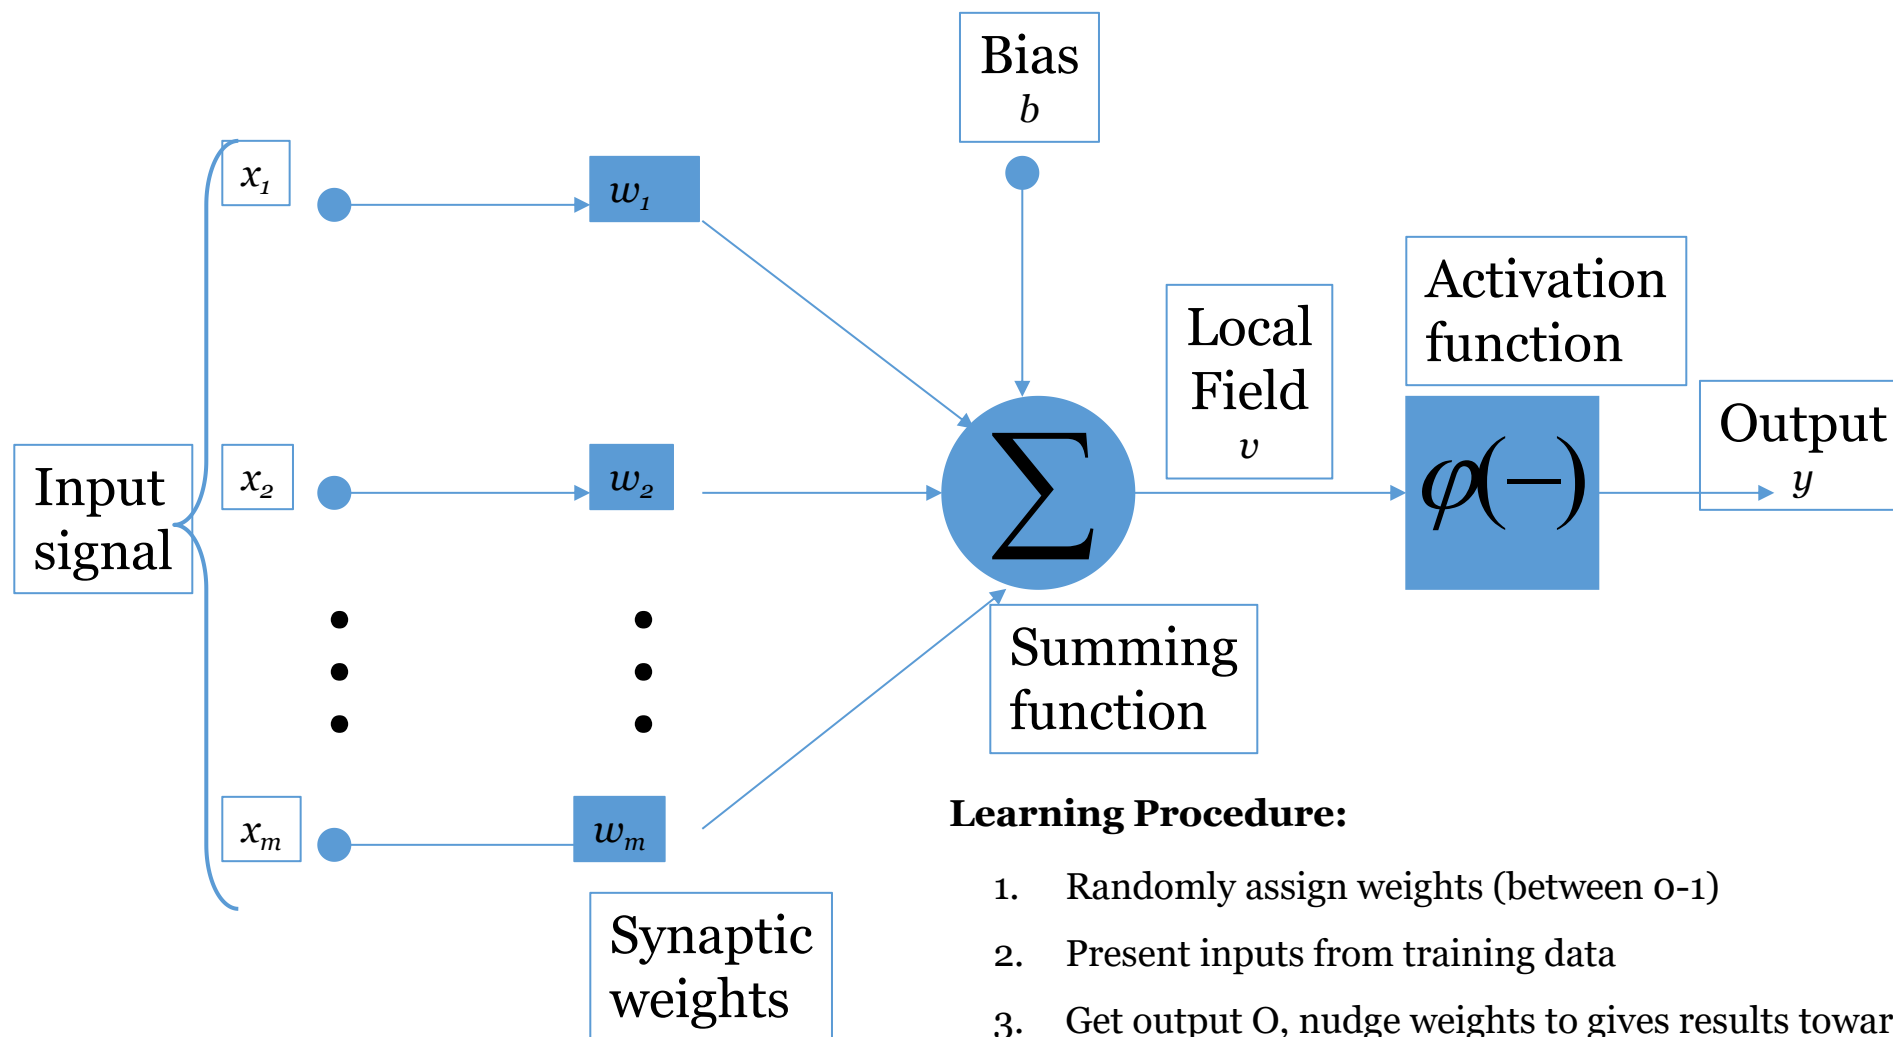 Bias
b
x₁
w₁
Activation
function
Local
Field
v
Output
y
Input
signal
x₂
w₂
∑
φ(–)
Summing
function
xₘ
wₘ
Synaptic
weights
Learning Procedure:
1. Randomly assign weights (between 0-1)
2. Present inputs from training data
3. Get output O, nudge weights to gives results